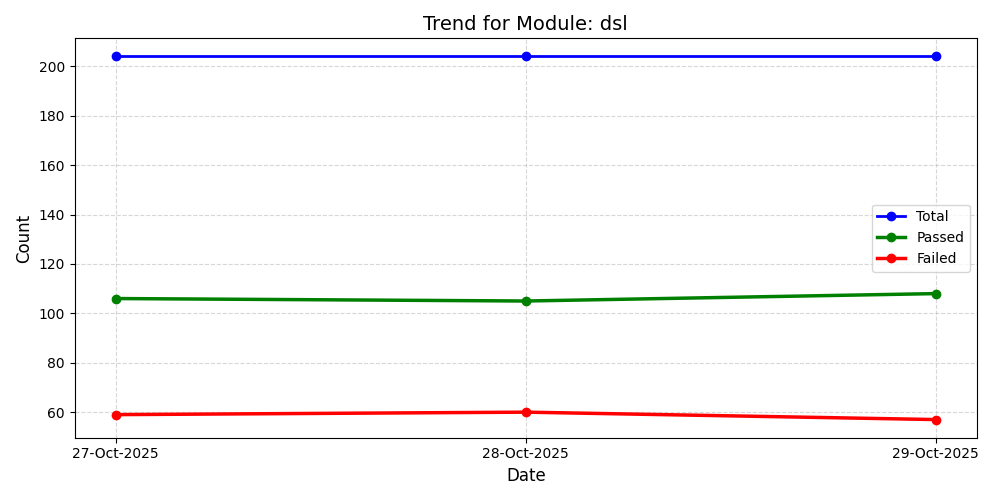 Trend for Module: dsl
Count
200
180
160
140
120
100
80
60
Total
Passed
Failed
27-Oct-2025
28-Oct-2025
29-Oct-2025
Date